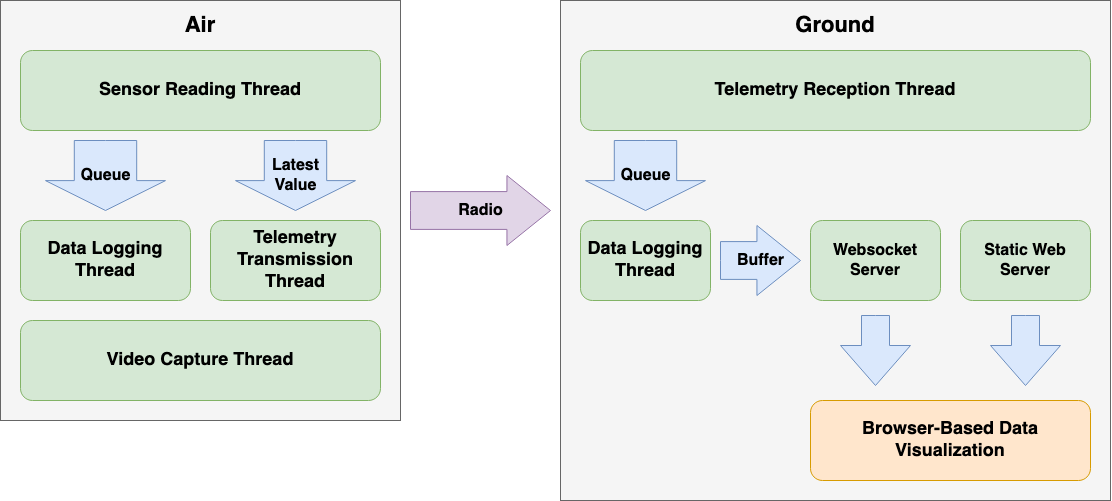 Air
Sensor Reading Thread
Queue
Latest
Value
Data Logging
Thread
Telemetry
Transmission
Thread
Video Capture Thread
Radio
Ground
Telemetry Reception Thread
Queue
Data Logging
Thread
Buffer
Websocket
Server
Static Web
Server
Browser-Based Data
Visualization